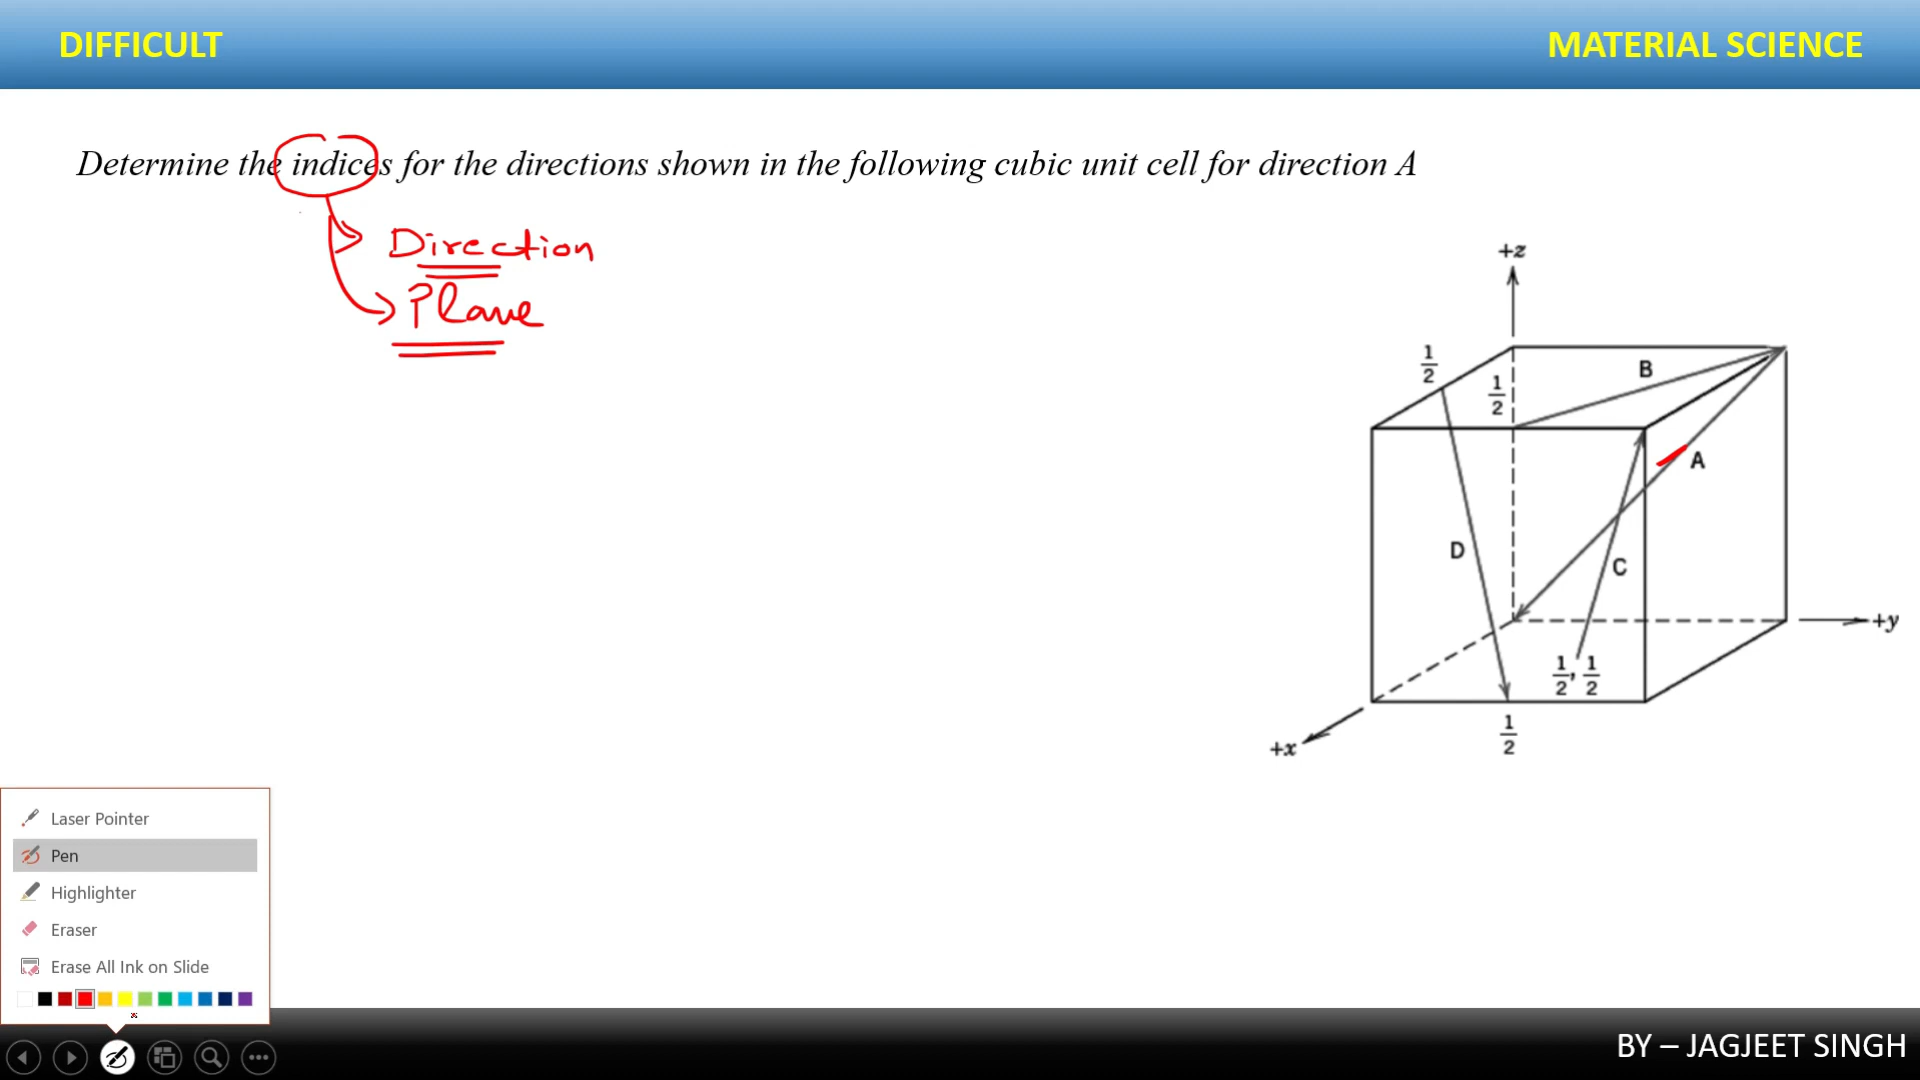 DIFFICULT
MATERIAL SCIENCE
Determine the indices for the directions shown in the following cubic unit cell for direction A
Direction
Plane
+z
1/2
1/2
B
A
D
C
+y
1/2, 1/2
1/2
+x
Laser Pointer
Pen
Highlighter
Eraser
Erase All Ink on Slide
BY – JAGJEET SINGH